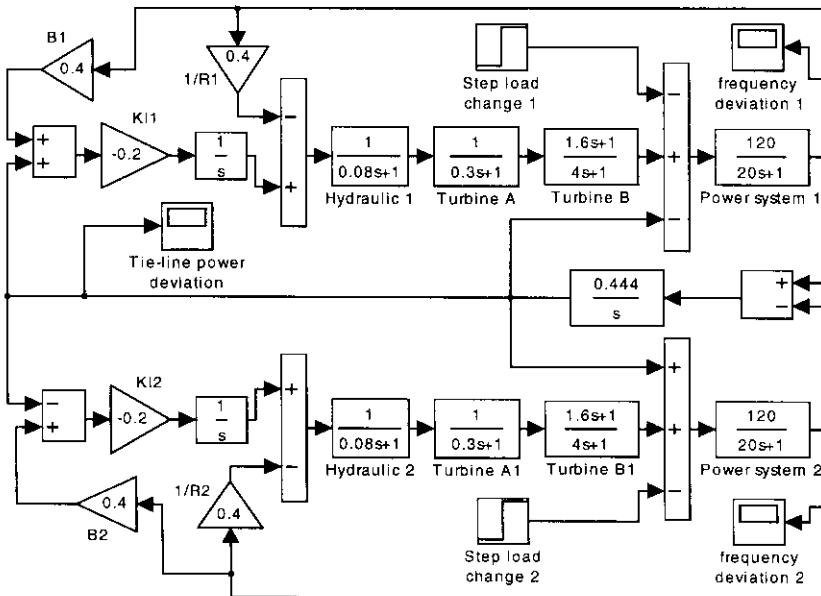 B1
0.4
0.4
1/R1
Step load
change 1
frequency
deviation 1
−
+
+
KI1
-0.2
1
s
−
+
1
0.08s+1
Hydraulic 1
1
0.3s+1
Turbine A
1.6s+1
4s+1
Turbine B
−
+
−
120
20s+1
Power system 1
Tie-line power
deviation
0.444
s
+
−
−
+
KI2
-0.2
1
s
+
−
1
0.08s+1
Hydraulic 2
1
0.3s+1
Turbine A1
1.6s+1
4s+1
Turbine B1
+
+
−
120
20s+1
Power system 2
0.4
B2
1/R2
0.4
Step load
change 2
frequency
deviation 2